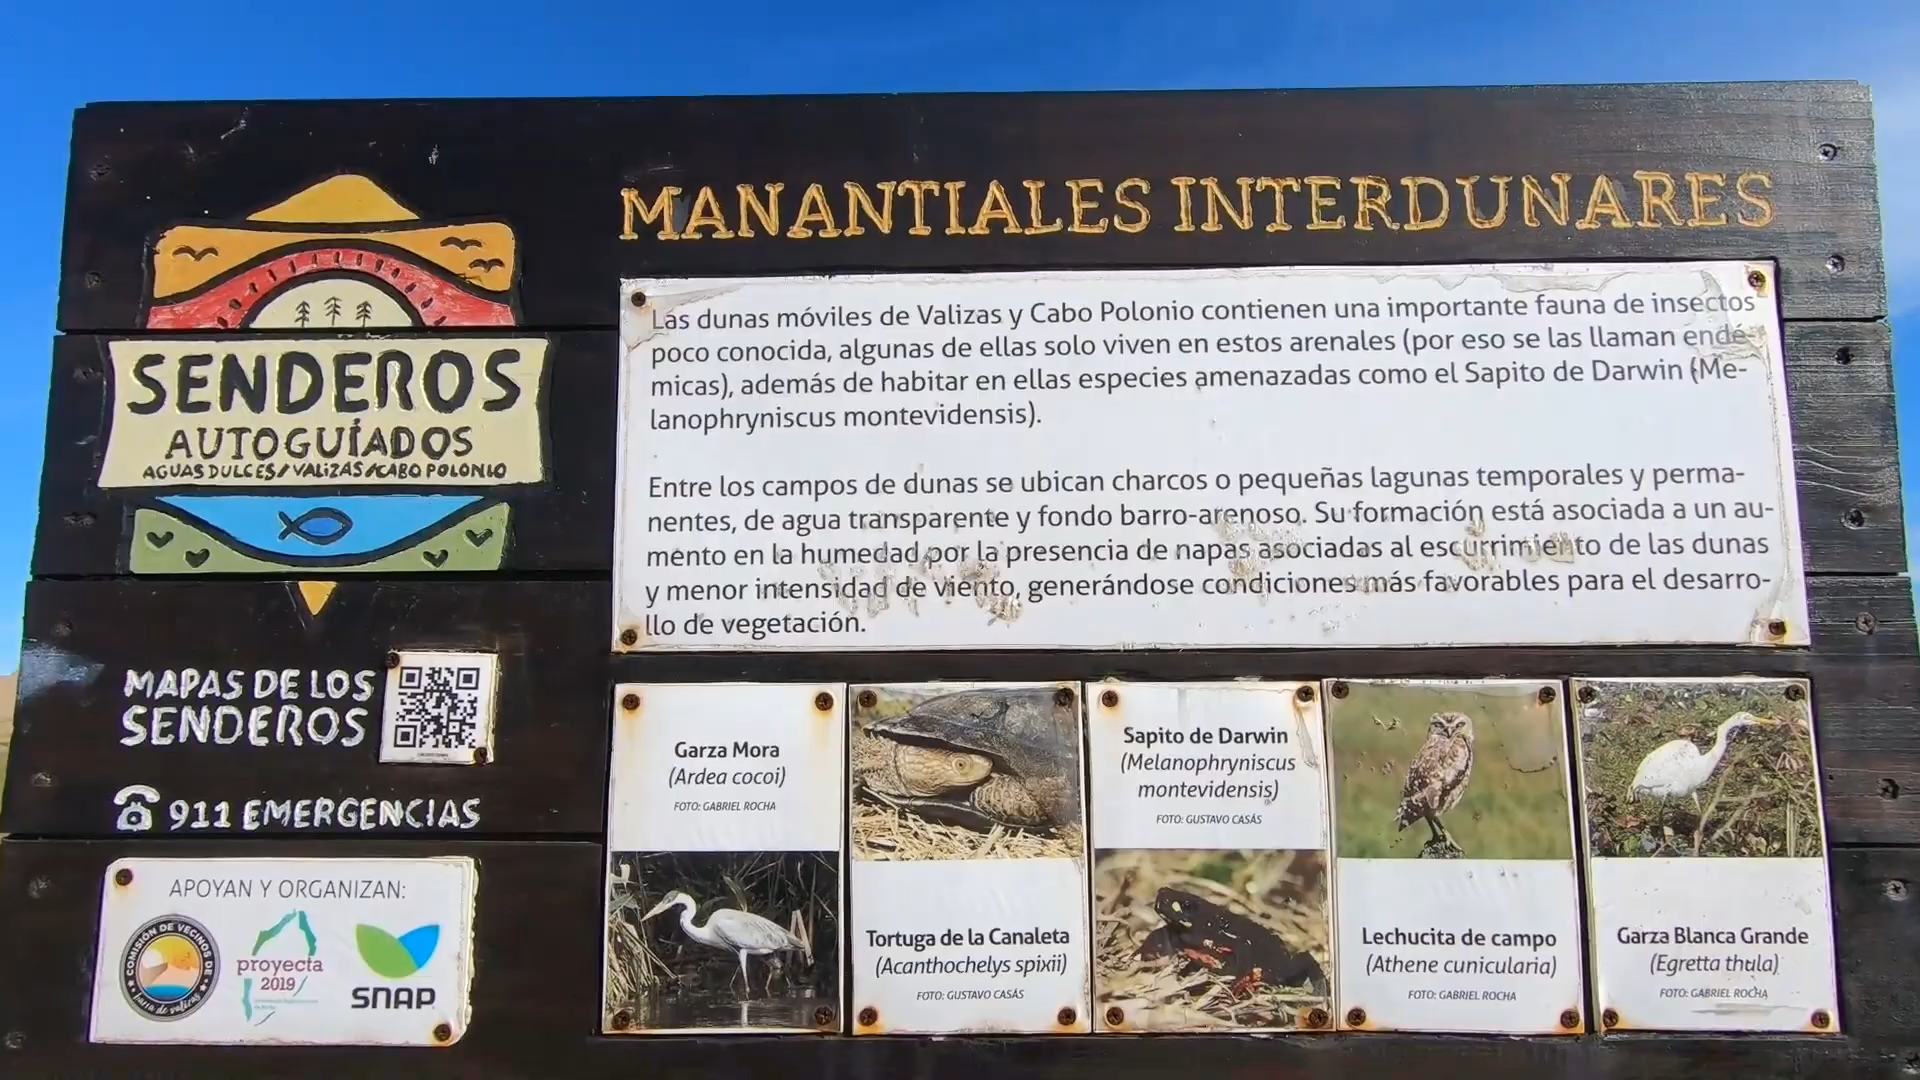 MANANTIALES INTERDUNARES
SENDEROS
AUTOGUÍADOS
AGUAS DULCES/VALIZAS/CABO POLONIO
Las dunas móviles de Valizas y Cabo Polonio contienen una importante fauna de insectos
poco conocida, algunas de ellas solo viven en estos arenales (por eso se las llaman endé-
micas), además de habitar en ellas especies amenazadas como el Sapito de Darwin (Me-
lanophryniscus montevidensis).
Entre los campos de dunas se ubican charcos o pequeñas lagunas temporales y perma-
nentes, de agua transparente y fondo barro-arenoso. Su formación está asociada a un au-
mento en la humedad por la presencia de napas asociadas al escurrimiento de las dunas
y menor intensidad de viento, generándose condiciones más favorables para el desarro-
llo de vegetación.
MAPAS DE LOS
SENDEROS
911 EMERGENCIAS
APOYAN Y ORGANIZAN:
COMISIÓN DE VECINOS DE
barra de valizas
proyecta
2019
SNAP
Garza Mora
(Ardea cocoi)
FOTO: GABRIEL ROCHA
Tortuga de la Canaleta
(Acanthochelys spixii)
FOTO: GUSTAVO CASÁS
Sapito de Darwin
(Melanophryniscus
montevidensis)
FOTO: GUSTAVO CASÁS
Lechucita de campo
(Athene cunicularia)
FOTO: GABRIEL ROCHA
Garza Blanca Grande
(Egretta thula)
FOTO: GABRIEL ROCHA